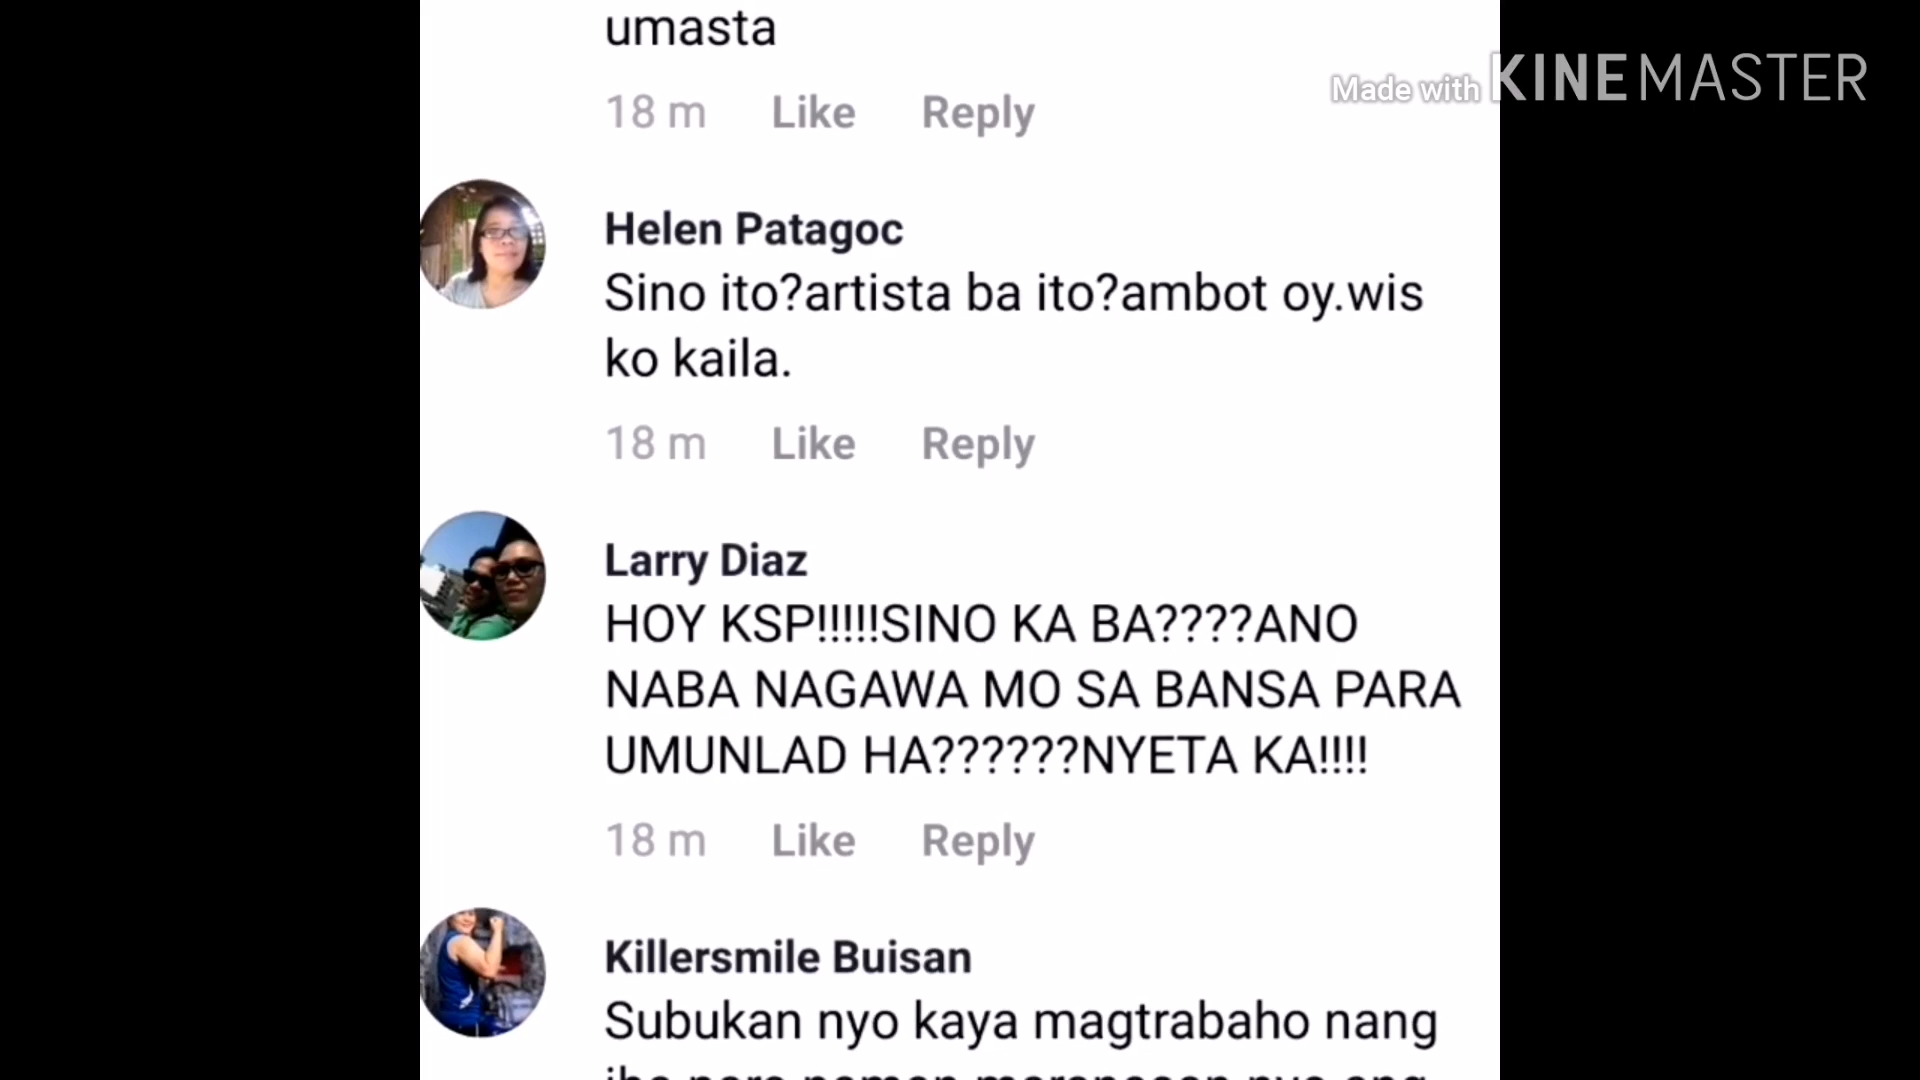 umasta
Made with KINEMASTER
18 m Like Reply
Helen Patagoc
Sino ito?artista ba ito?ambot oy.wis
ko kaila.
18 m Like Reply
Larry Diaz
HOY KSP!!!!!SINO KA BA????ANO
NABA NAGAWA MO SA BANSA PARA
UMUNLAD HA??????NYETA KA!!!!
18 m Like Reply
Killersmile Buisan
Subukan nyo kaya magtrabaho nang